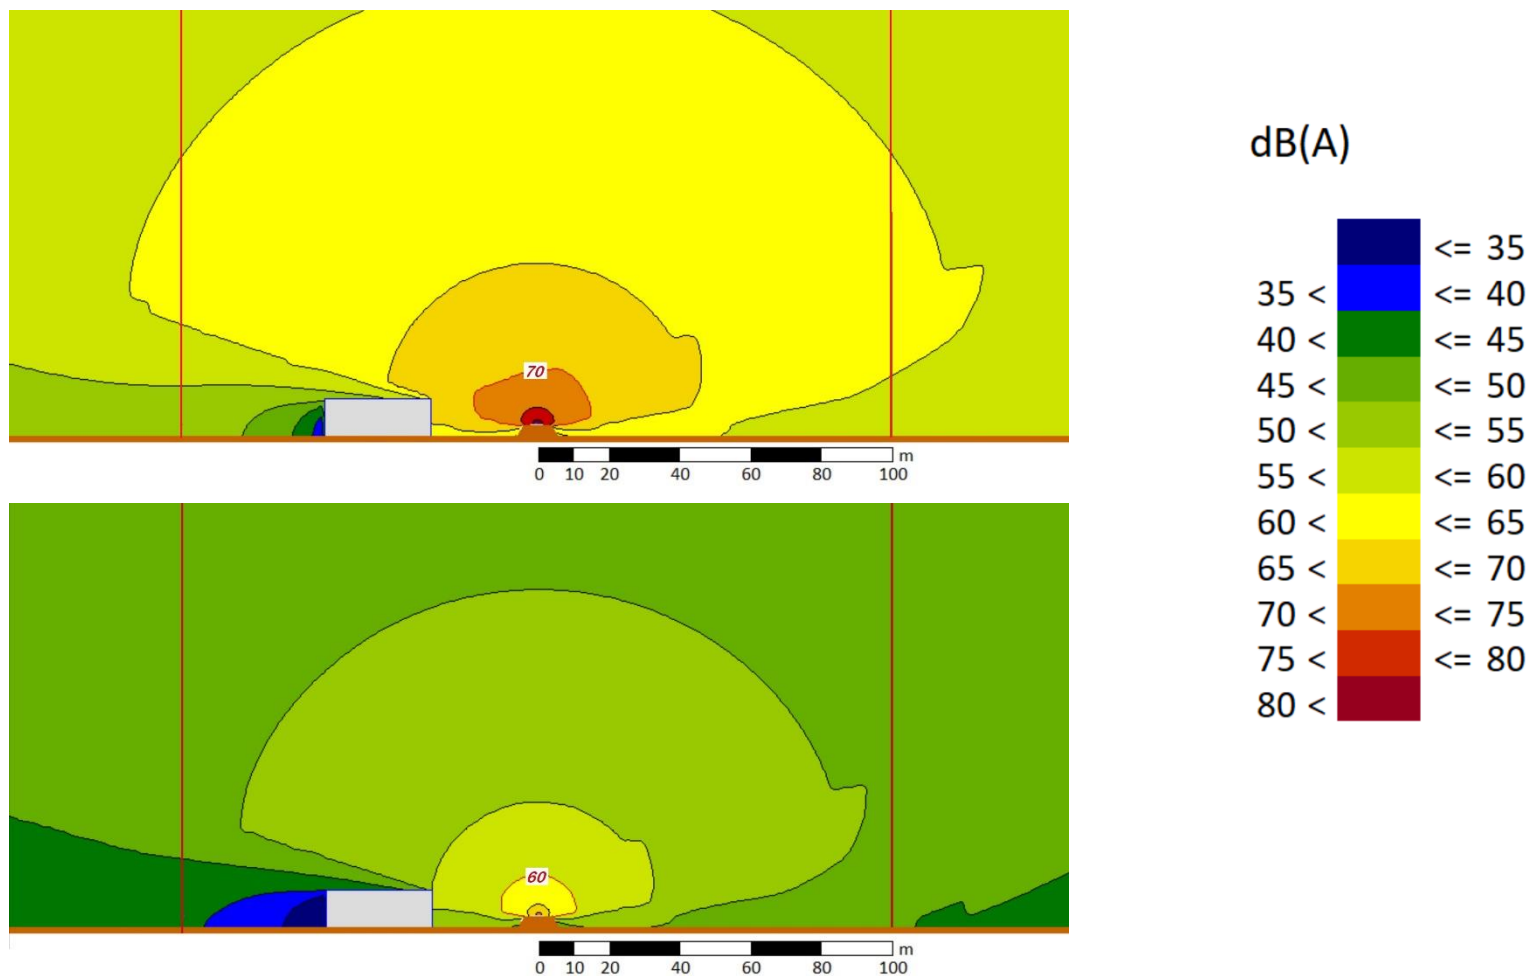 dB(A)
<= 35
35 < <= 40
40 < <= 45
45 < <= 50
50 < <= 55
55 < <= 60
60 < <= 65
65 < <= 70
70 < <= 75
75 < <= 80
80 <
70
m
0 10 20 40 60 80 100
60
m
0 10 20 40 60 80 100